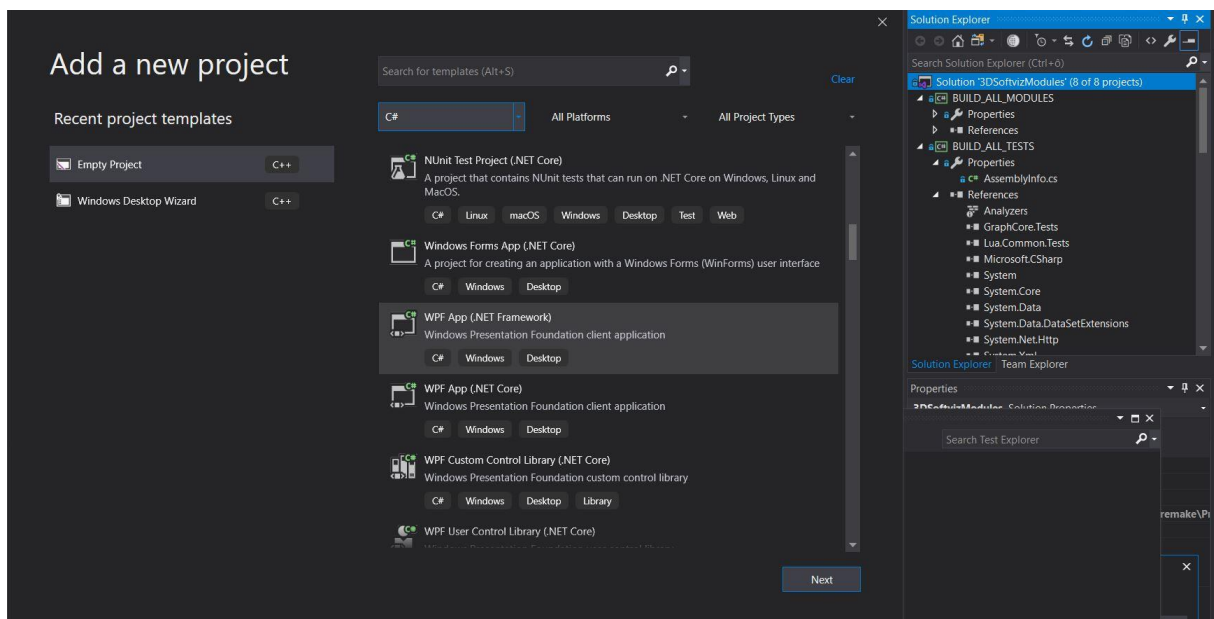 Add a new project
Recent project templates
Empty Project
C++
Windows Desktop Wizard
C++
Search for templates (Alt+S)
Clear
C#
All Platforms
All Project Types
NUnit Test Project (.NET Core)
A project that contains NUnit tests that can run on .NET Core on Windows, Linux and
MacOS.
C# Linux macOS Windows Desktop Test Web
Windows Forms App (.NET Core)
A project for creating an application with a Windows Forms (WinForms) user interface
C# Windows Desktop
WPF App (.NET Framework)
Windows Presentation Foundation client application
C# Windows Desktop
WPF App (.NET Core)
Windows Presentation Foundation client application
C# Windows Desktop
WPF Custom Control Library (.NET Core)
Windows Presentation Foundation custom control library
C# Windows Desktop Library
WPF User Control Library (.NET Core)
Next
Solution Explorer
Search Solution Explorer (Ctrl+ô)
Solution '3DSoftvizModules' (8 of 8 projects)
BUILD_ALL_MODULES
Properties
References
BUILD_ALL_TESTS
Properties
AssemblyInfo.cs
References
Analyzers
GraphCore.Tests
Lua.Common.Tests
Microsoft.CSharp
System
System.Core
System.Data
System.Data.DataSetExtensions
System.Net.Http
System.Xml
Solution Explorer Team Explorer
Properties
3DSoftvizModules Solution Properties
Search Test Explorer
remake\Pr